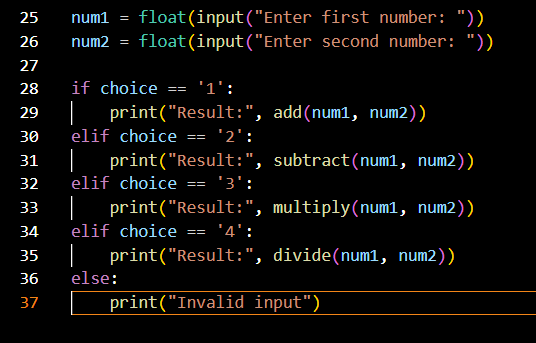 25 num1 = float(input("Enter first number: "))
26 num2 = float(input("Enter second number: "))
27
28 if choice == '1':
29     print("Result:", add(num1, num2))
30 elif choice == '2':
31     print("Result:", subtract(num1, num2))
32 elif choice == '3':
33     print("Result:", multiply(num1, num2))
34 elif choice == '4':
35     print("Result:", divide(num1, num2))
36 else:
37     print("Invalid input")